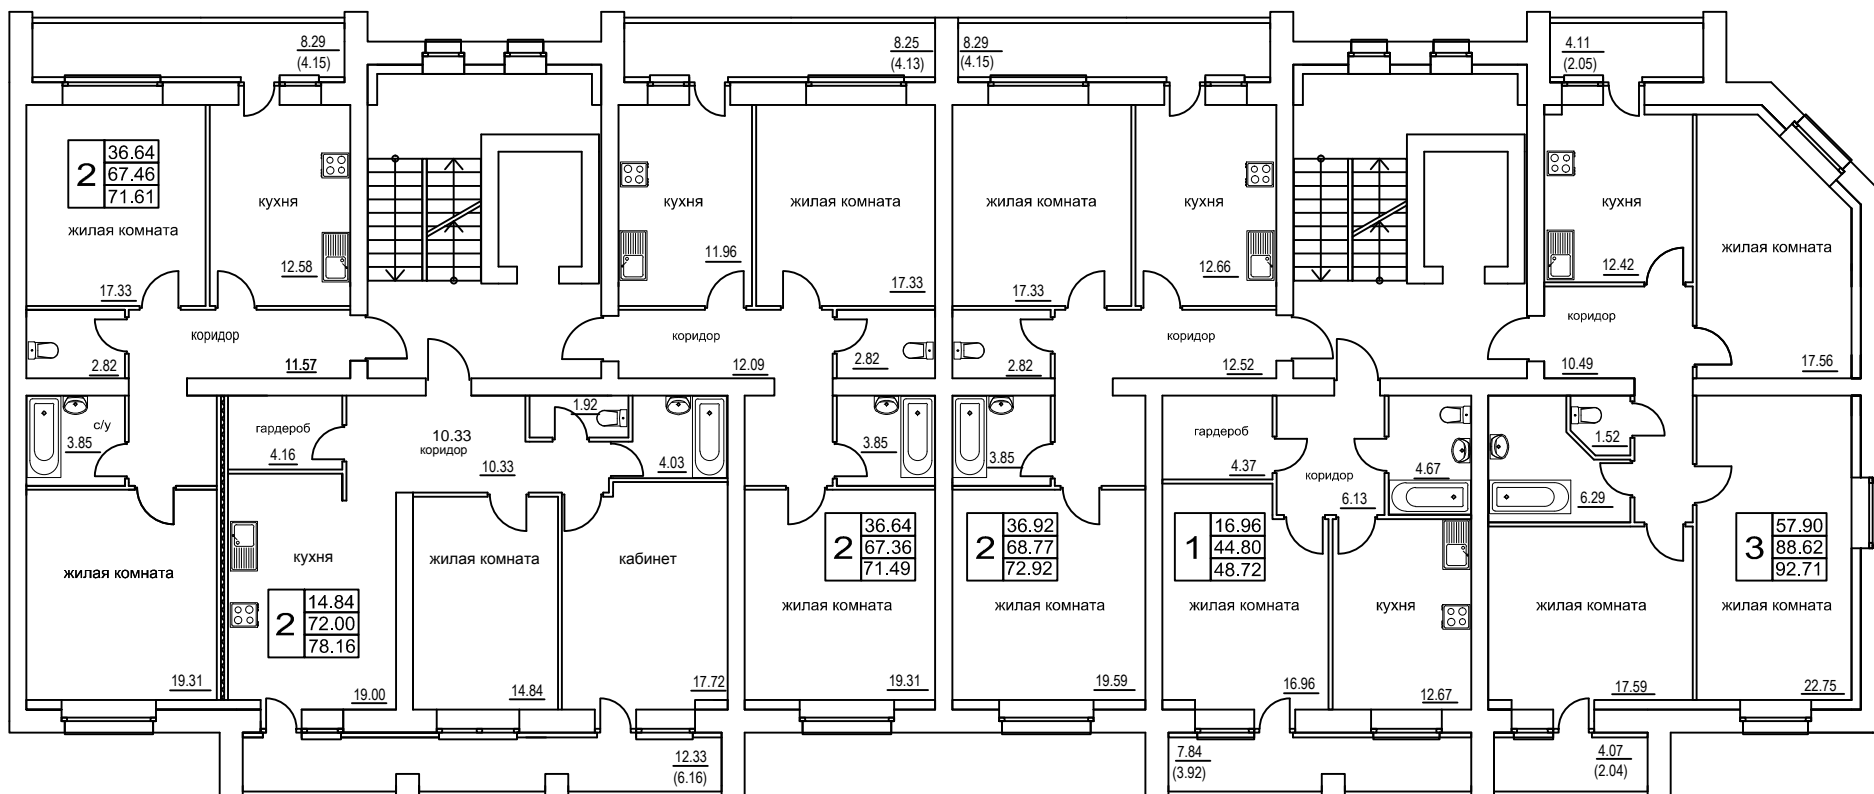 8.29
(4.15)
8.25
(4.13)
8.29
(4.15)
4.11
(2.05)
2
36.64
67.46
71.61
жилая комната
17.33
кухня
12.58
кухня
11.96
жилая комната
17.33
жилая комната
17.33
кухня
12.66
кухня
12.42
жилая комната
17.56
2.82
коридор
11.57
коридор
12.09
2.82
2.82
коридор
12.52
коридор
10.49
с/у
3.85
гардероб
4.16
10.33
коридор
10.33
1.92
4.03
3.85
3.85
гардероб
4.37
коридор
6.13
4.67
1.52
6.29
жилая комната
19.31
кухня
2
14.84
72.00
78.16
19.00
жилая комната
14.84
кабинет
17.72
2
36.64
67.36
71.49
жилая комната
19.31
2
36.92
68.77
72.92
жилая комната
19.59
1
16.96
44.80
48.72
жилая комната
16.96
кухня
12.67
жилая комната
17.59
3
57.90
88.62
92.71
жилая комната
22.75
12.33
(6.16)
7.84
(3.92)
4.07
(2.04)